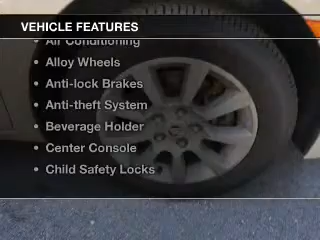 VEHICLE FEATURES
• Air Conditioning
• Alloy Wheels
• Anti-lock Brakes
• Anti-theft System
• Beverage Holder
• Center Console
• Child Safety Locks